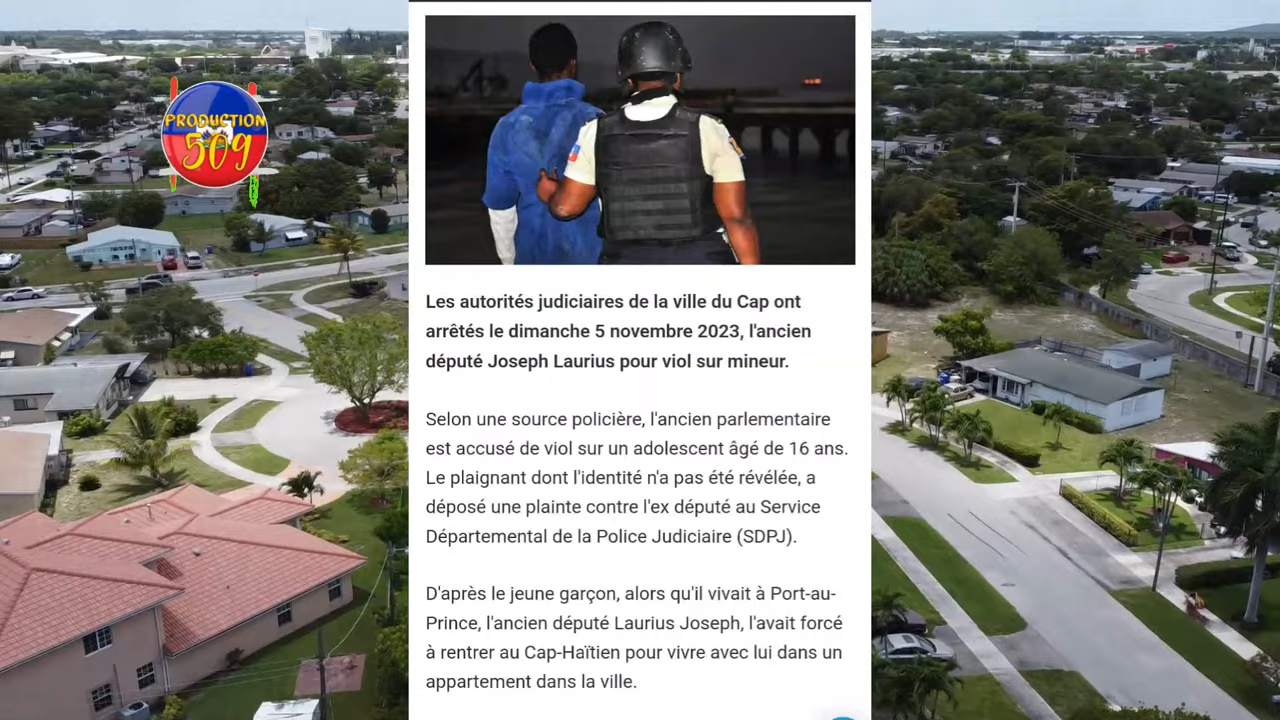 PRODUCTION
509
Les autorités judiciaires de la ville du Cap ont
arrêtés le dimanche 5 novembre 2023, l'ancien
député Joseph Laurius pour viol sur mineur.
Selon une source policière, l'ancien parlementaire
est accusé de viol sur un adolescent âgé de 16 ans.
Le plaignant dont l'identité n'a pas été révélée, a
déposé une plainte contre l'ex député au Service
Départemental de la Police Judiciaire (SDPJ).
D'après le jeune garçon, alors qu'il vivait à Port-au-
Prince, l'ancien député Laurius Joseph, l'avait forcé
à rentrer au Cap-Haïtien pour vivre avec lui dans un
appartement dans la ville.